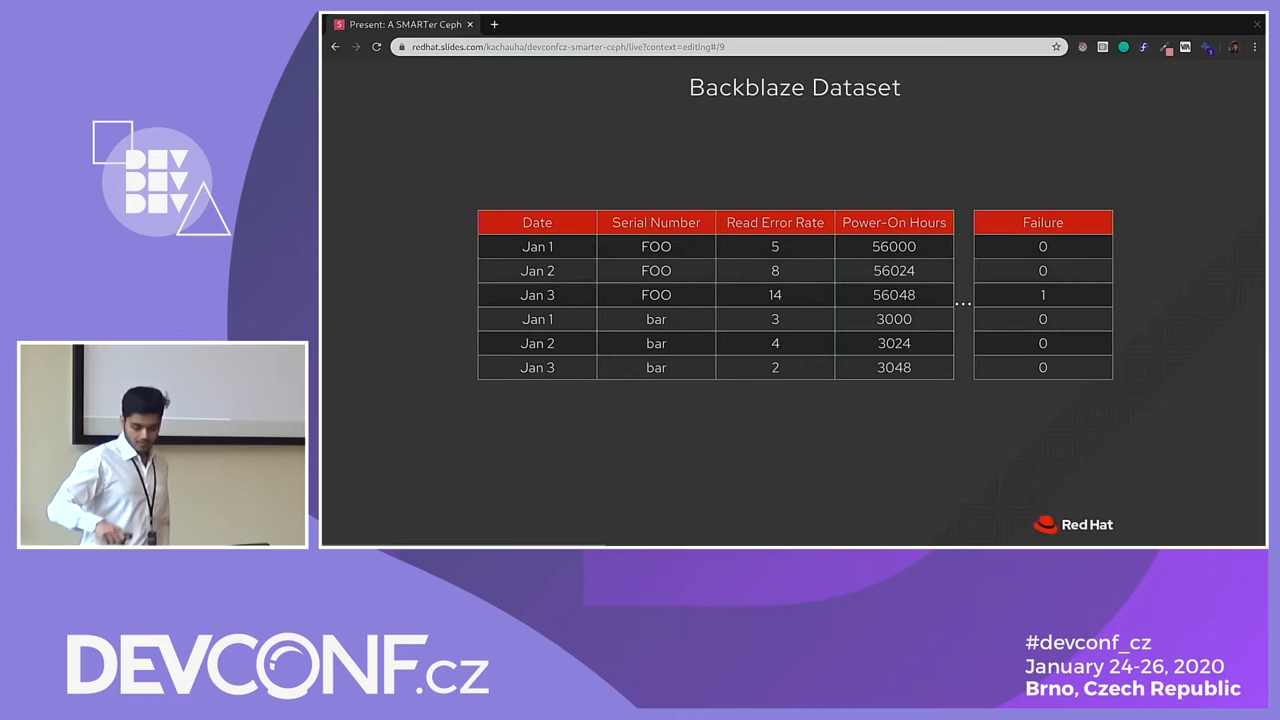 DEV
DEV
DEV
Present: A SMARTer Ceph
redhat.slides.com/kachauha/devconfcz-smarter-ceph/live?context=editing#/9
Backblaze Dataset
Date Serial Number Read Error Rate Power-On Hours Failure
Jan 1 FOO 5 56000 0
Jan 2 FOO 8 56024 0
Jan 3 FOO 14 56048 ... 1
Jan 1 bar 3 3000 0
Jan 2 bar 4 3024 0
Jan 3 bar 2 3048 0
Red Hat
DEVCONF.cz
#devconf_cz
January 24-26, 2020
Brno, Czech Republic